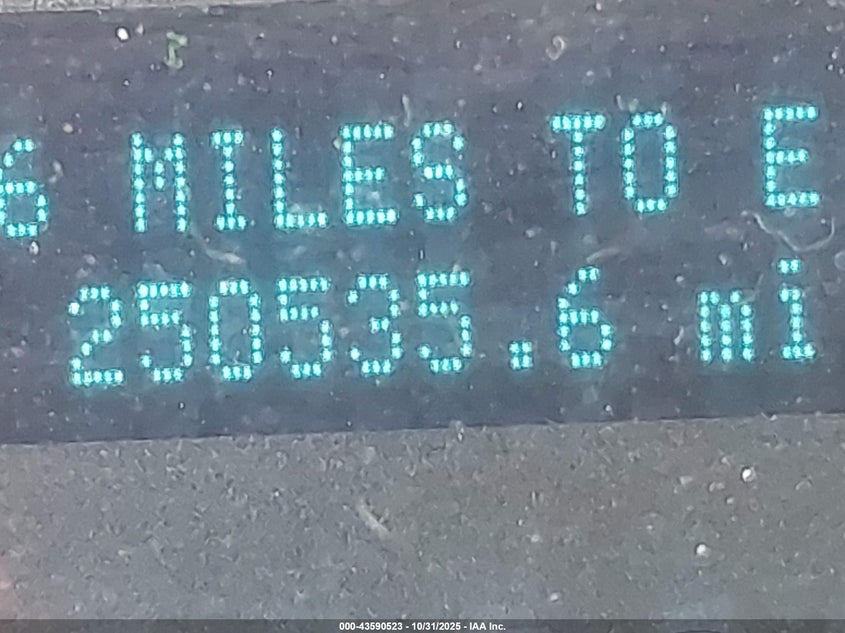 6 MILES TO E
250535.6 mi
000-43590523 - 10/31/2025 - IAA Inc.